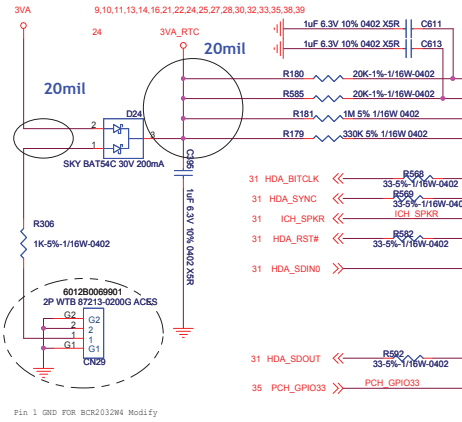 3VA
9,10,11,13,14,16,21,22,24,25,27,28,30,32,33,35,38,39
24
3VA_RTC
1uF 6.3V 10% 0402 X5R C611
1uF 6.3V 10% 0402 X5R C613
20mil
20mil
R180 20K-1%-1/16W-0402
R585 20K-1%-1/16W-0402
R181 1M 5% 1/16W 0402
R179 330K 5% 1/16W 0402
D24
2
3
1
SKY BAT54C 30V 200mA
1uF 6.3V 10% 0402 X5R
31 HDA_BITCLK R568
33-5%-1/16W-0402
31 HDA_SYNC R569
33-5%-1/16W-040
31 ICH_SPKR ICH_SPKR
31 HDA_RST# R582
33-5%-1/16W-0402
31 HDA_SDIN0
R306
1K-5%-1/16W-0402
6012B0069901
2P WTB 87213-0200G ACES
G2 G2
2 2
1 1
G1 G1
CN29
31 HDA_SDOUT R592
33-5%-1/16W-0402
35 PCH_GPIO33 PCH_GPIO33
Pin 1 GND FOR BCR2032W4 Modify